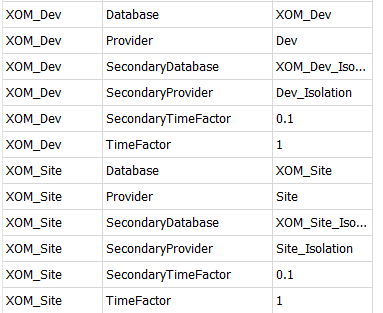 XOM_Dev Database XOM_Dev
XOM_Dev Provider Dev
XOM_Dev SecondaryDatabase XOM_Dev_Iso...
XOM_Dev SecondaryProvider Dev_Isolation
XOM_Dev SecondaryTimeFactor 0.1
XOM_Dev TimeFactor 1
XOM_Site Database XOM_Site
XOM_Site Provider Site
XOM_Site SecondaryDatabase XOM_Site_Iso...
XOM_Site SecondaryProvider Site_Isolation
XOM_Site SecondaryTimeFactor 0.1
XOM_Site TimeFactor 1